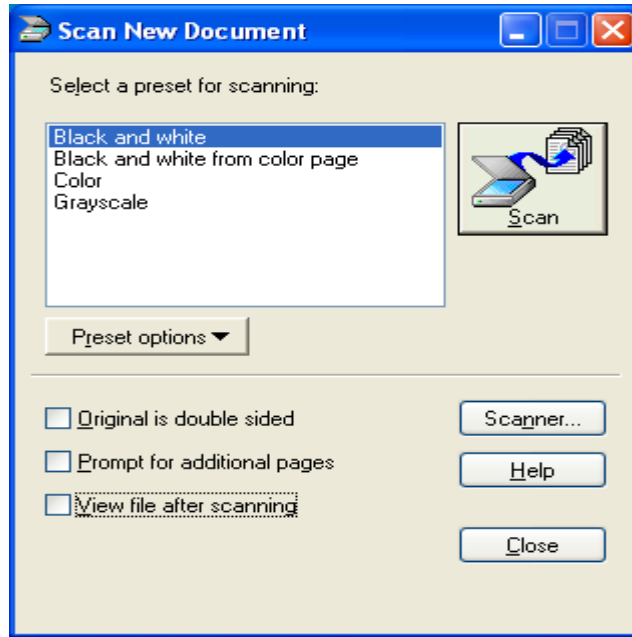 Scan New Document
Select a preset for scanning:
Black and white
Black and white from color page
Color
Grayscale
Scan
Preset options
Original is double sided
Scanner...
Prompt for additional pages
Help
View file after scanning
Close